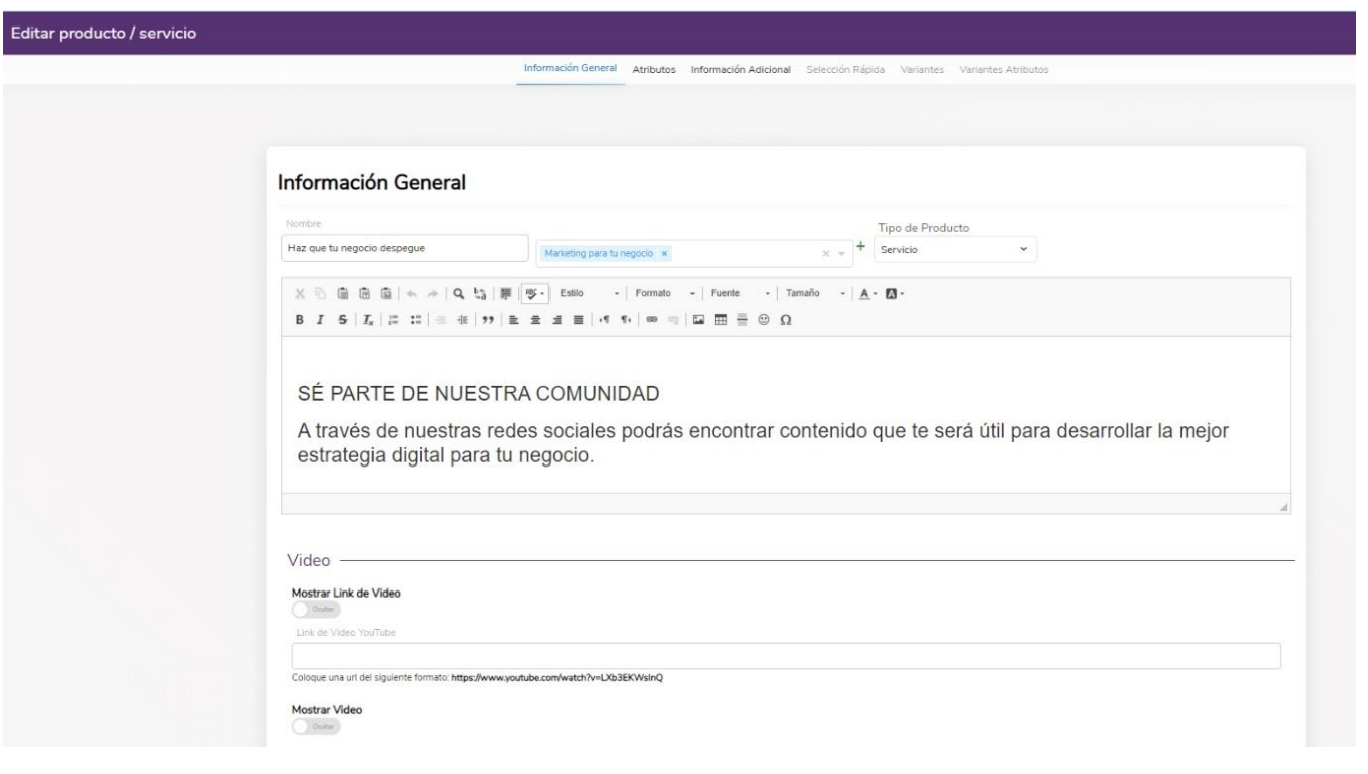 Editar producto / servicio
Información General Atributos Información Adicional Selección Rápida Variantes Variantes Atributos
Información General
Nombre
Tipo de Producto
Haz que tu negocio despegue
Marketing para tu negocio ×
Servicio
Estilo Formato Fuente Tamaño
SÉ PARTE DE NUESTRA COMUNIDAD
A través de nuestras redes sociales podrás encontrar contenido que te será útil para desarrollar la mejor
estrategia digital para tu negocio.
Video
Mostrar Link de Video
Ocultar
Link de Video YouTube
Coloque una url del siguiente formato: https://www.youtube.com/watch?v=LXb3EKWsInQ
Mostrar Video
Ocultar